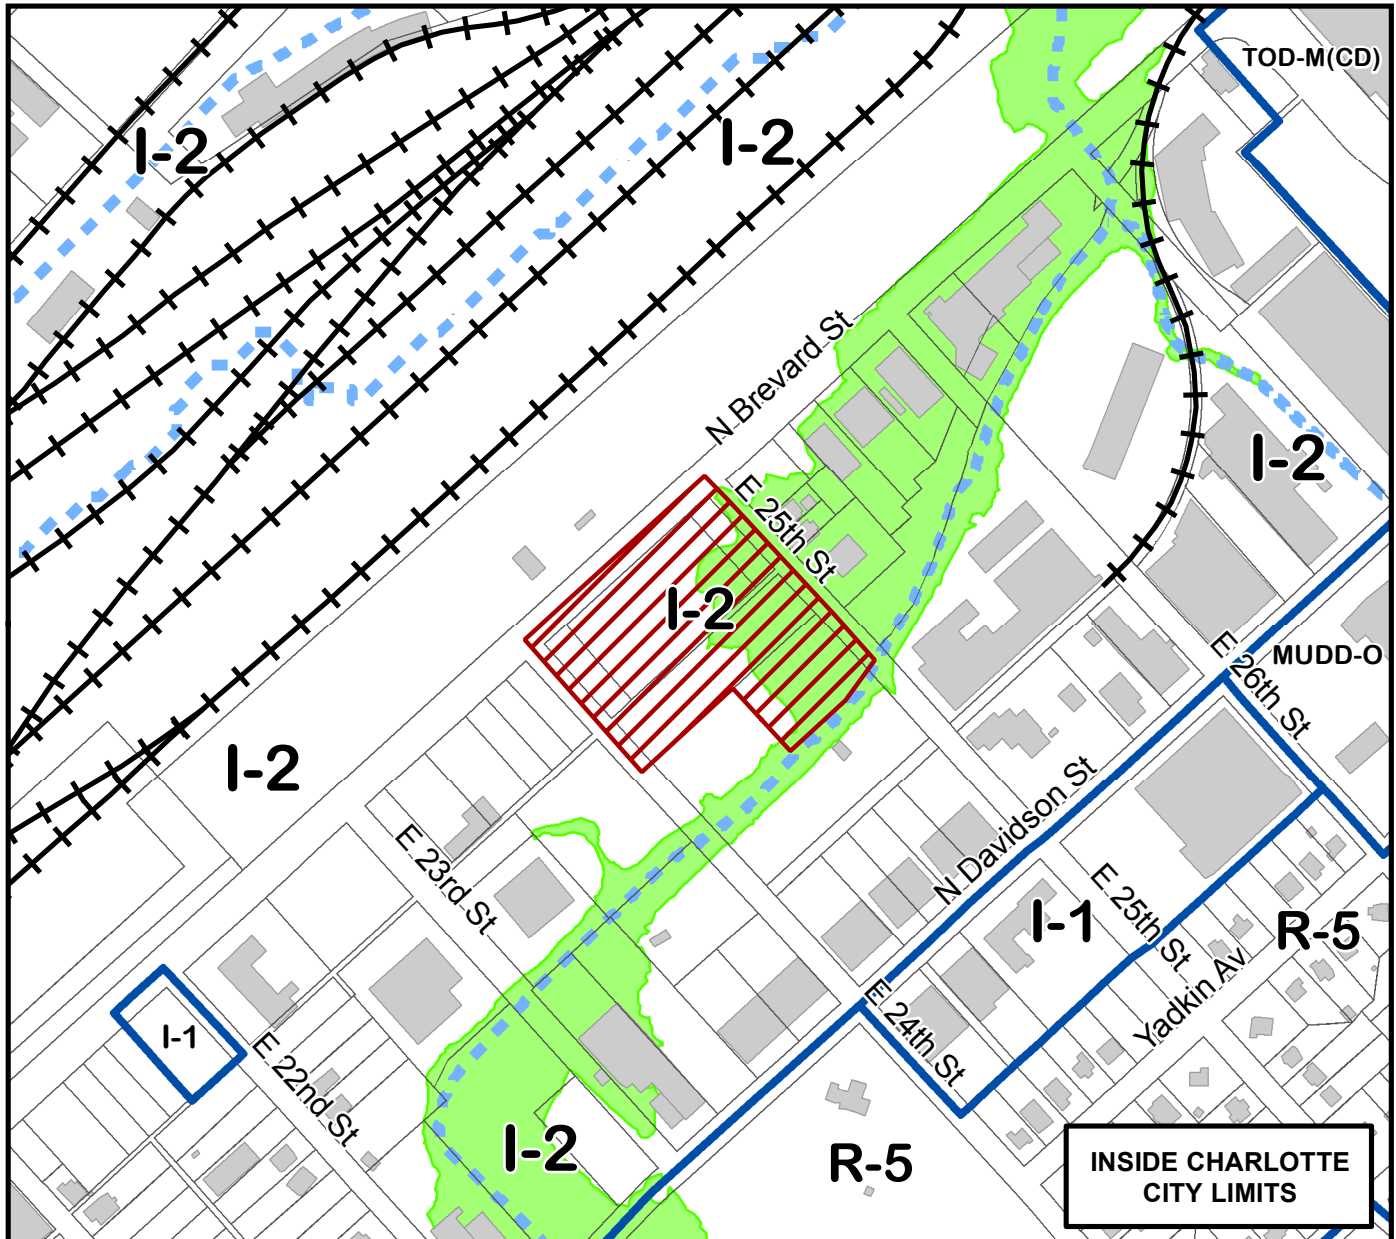 TOD-M(CD)
I-2
I-2
N Brevard St
I-2
E 25th St
I-2
E 26th St
MUDD-O
I-2
N Davidson St
E 23rd St
I-1
E 25th St
R-5
Yadkin Av
E 24th St
I-1
E 22nd St
I-2
R-5
INSIDE CHARLOTTE
CITY LIMITS